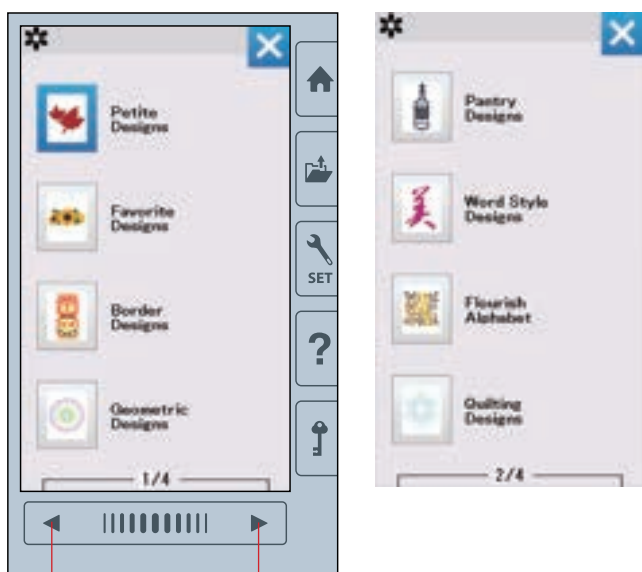 Petite
Designs
Favorite
Designs
Border
Designs
Geometric
Designs
1/4
SET
?
Pantry
Designs
Word Style
Designs
Flourish
Alphabet
Quilting
Designs
2/4